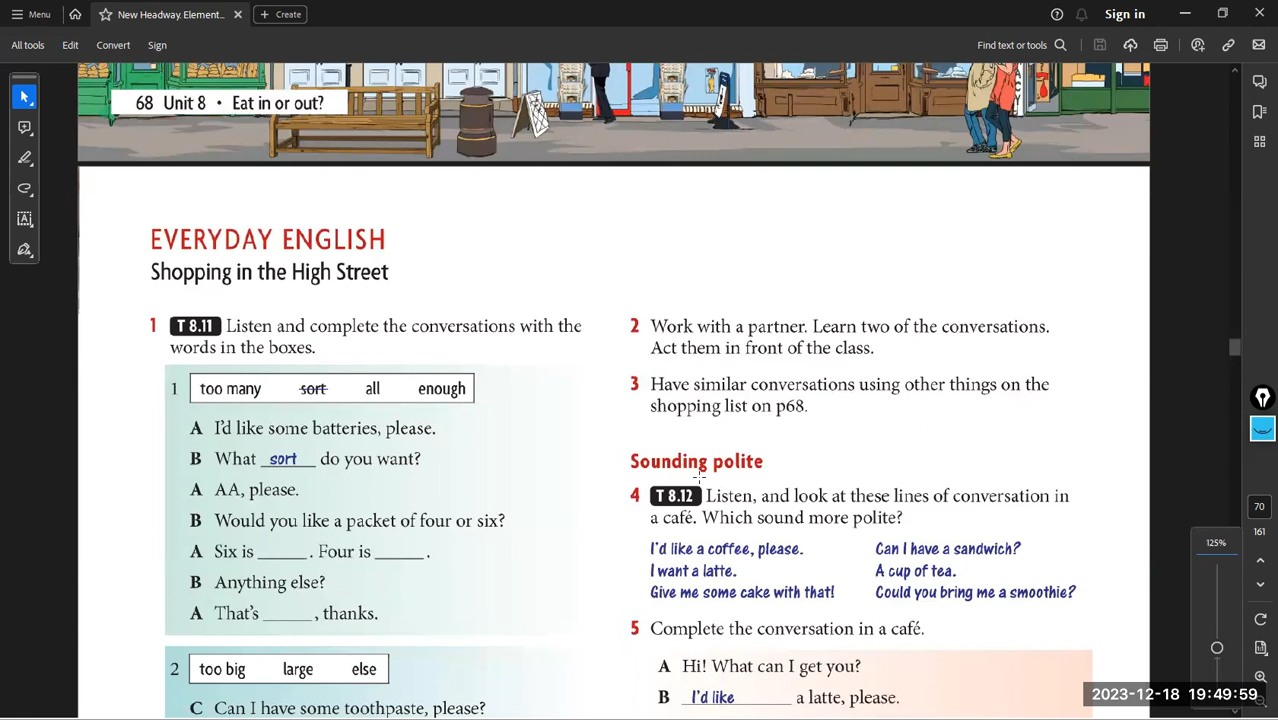 Menu
New Headway. Element...
Create
Sign in
All tools
Edit
Convert
Sign
Find text or tools
68 Unit 8 • Eat in or out?
EVERYDAY ENGLISH
Shopping in the High Street
1 T 8.11 Listen and complete the conversations with the
words in the boxes.
1 too many sort all enough
A I'd like some batteries, please.
B What sort do you want?
A AA, please.
B Would you like a packet of four or six?
A Six is ______ . Four is ______ .
B Anything else?
A That's ______ , thanks.
2 too big large else
C Can I have some toothpaste, please?
2 Work with a partner. Learn two of the conversations.
Act them in front of the class.
3 Have similar conversations using other things on the
shopping list on p68.
Sounding polite
4 T 8.12 Listen, and look at these lines of conversation in
a café. Which sound more polite?
I'd like a coffee, please. Can I have a sandwich?
I want a latte. A cup of tea.
Give me some cake with that! Could you bring me a smoothie?
5 Complete the conversation in a café.
A Hi! What can I get you?
B I'd like a latte, please.
70
161
125%
2023-12-18 19:49:59